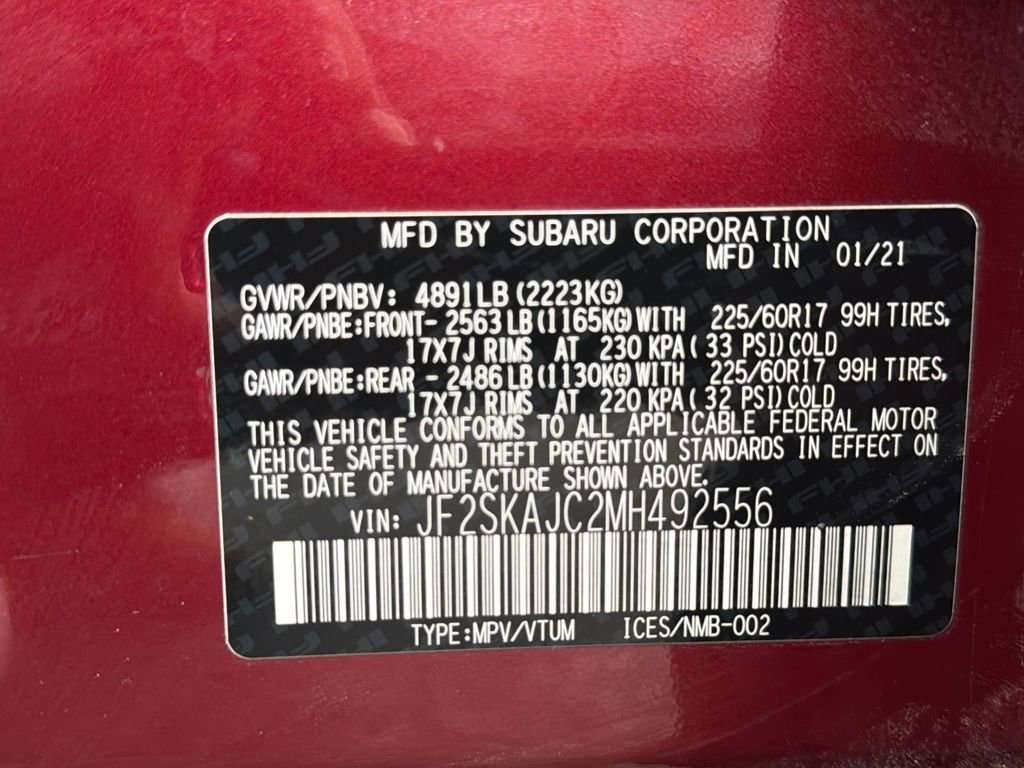 MFD BY SUBARU CORPORATION
MFD IN 01/21
GVWR/PNBV: 4891LB(2223KG)
GAWR/PNBE:FRONT- 2563LB(1165KG)WITH 225/60R17 99H TIRES,
17X7J RIMS AT 230 KPA( 33 PSI)COLD
GAWR/PNBE:REAR - 2486LB(1130KG)WITH 225/60R17 99H TIRES,
17X7J RIMS AT 220 KPA( 32 PSI)COLD
THIS VEHICLE CONFORMS TO ALL APPLICABLE FEDERAL MOTOR
VEHICLE SAFETY AND THEFT PREVENTION STANDARDS IN EFFECT ON
THE DATE OF MANUFACTURE SHOWN ABOVE.
VIN: JF2SKAJC2MH492556
TYPE:MPV/VTUM ICES/NMB-002